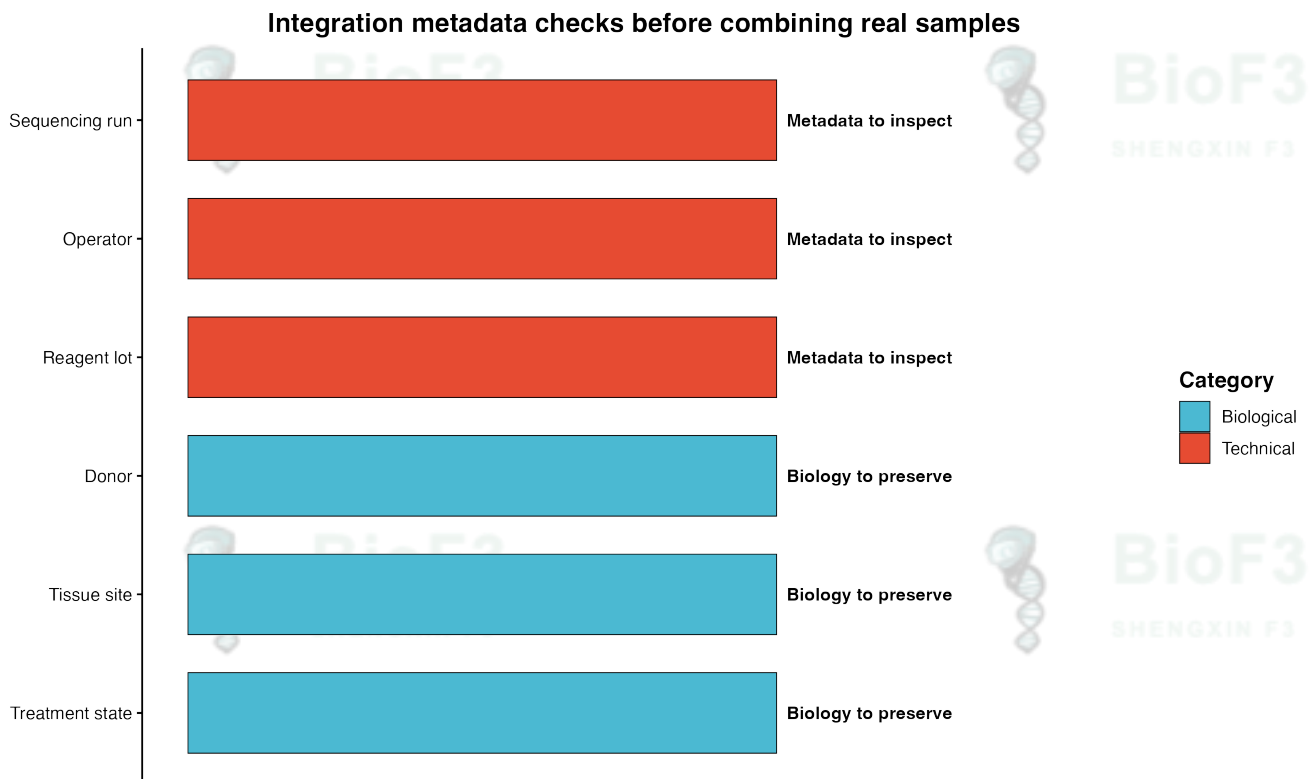 Integration metadata checks before combining real samples
BioF3
BioF3
SHENGXIN F3
Sequencing run
Metadata to inspect
Operator
Metadata to inspect
Reagent lot
Metadata to inspect
Category
Biological
Technical
Donor
Biology to preserve
BioF3
BioF3
SHENGXIN F3
Tissue site
Biology to preserve
Treatment state
Biology to preserve